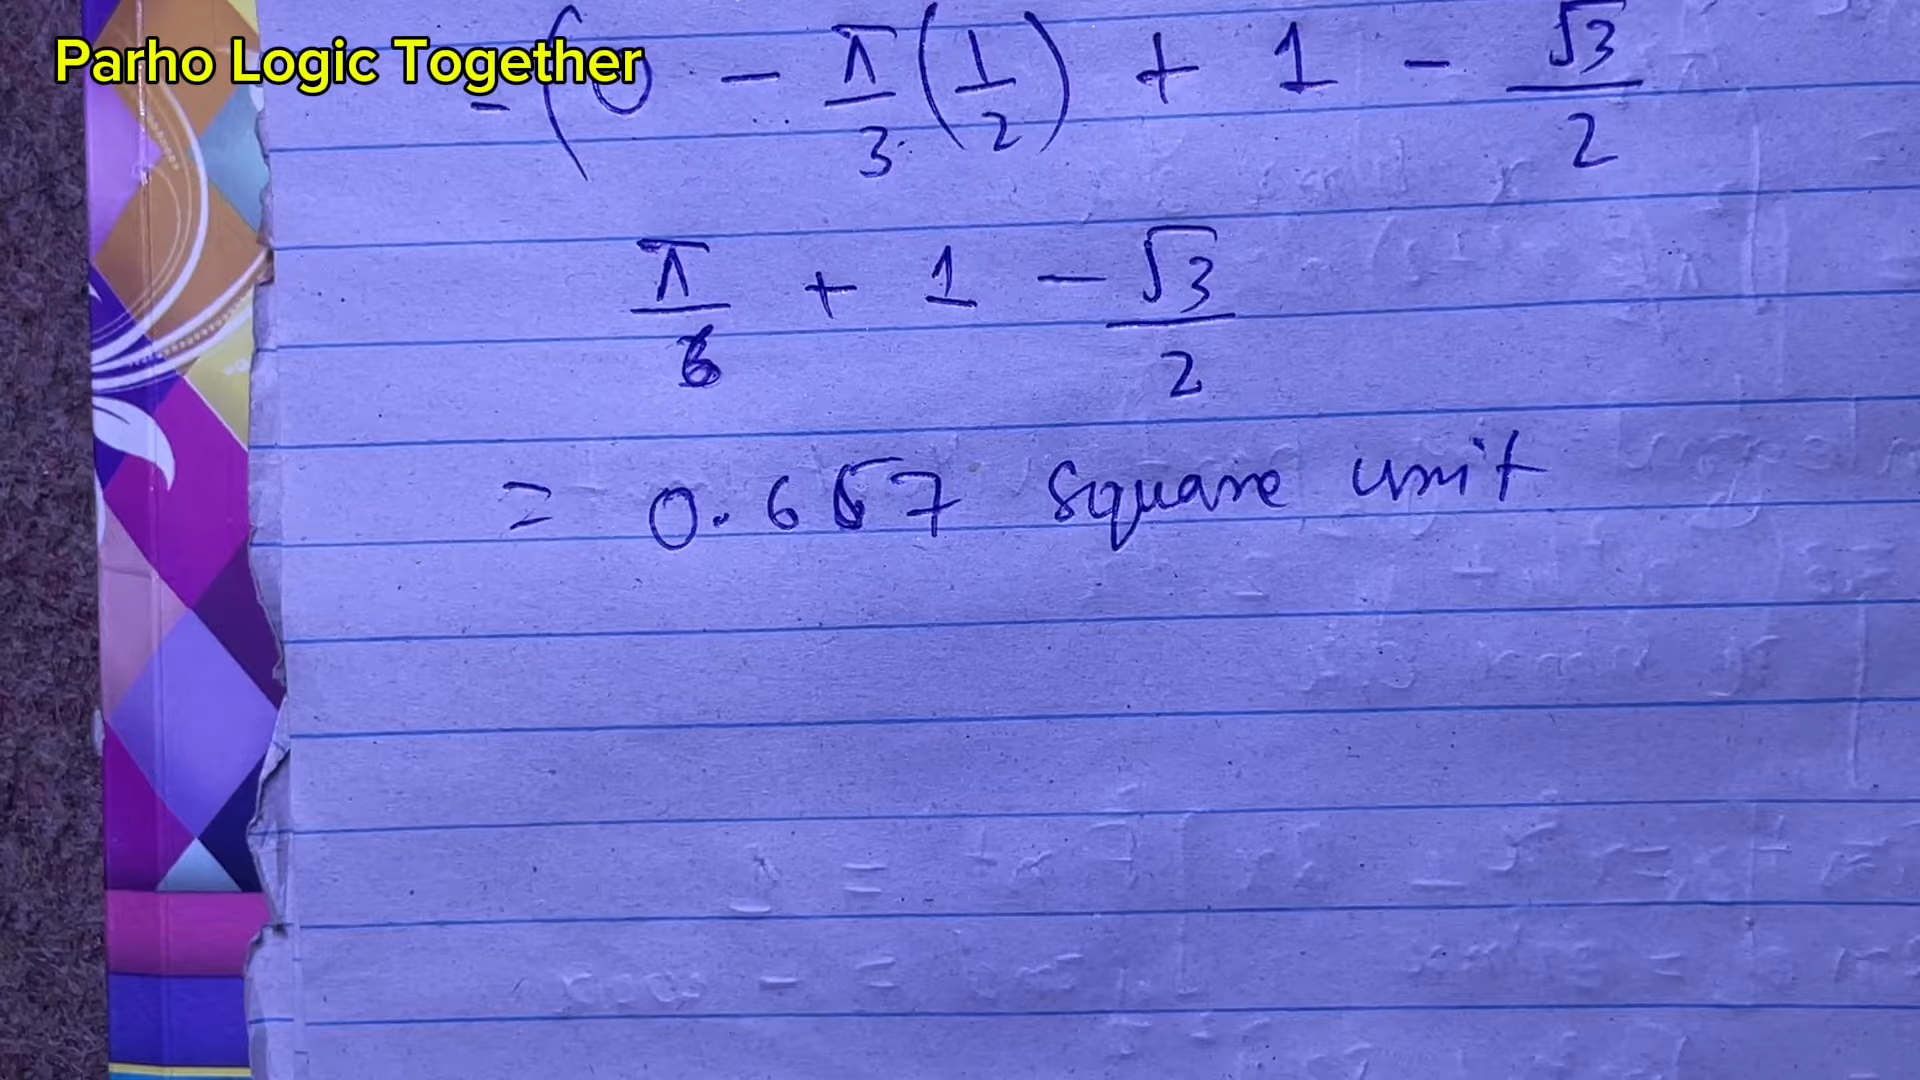 Parho Logic Together
-(0 - π/3(1/2) + 1 - √3/2
π/6 + 1 - √3/2
= 0.657 square unit